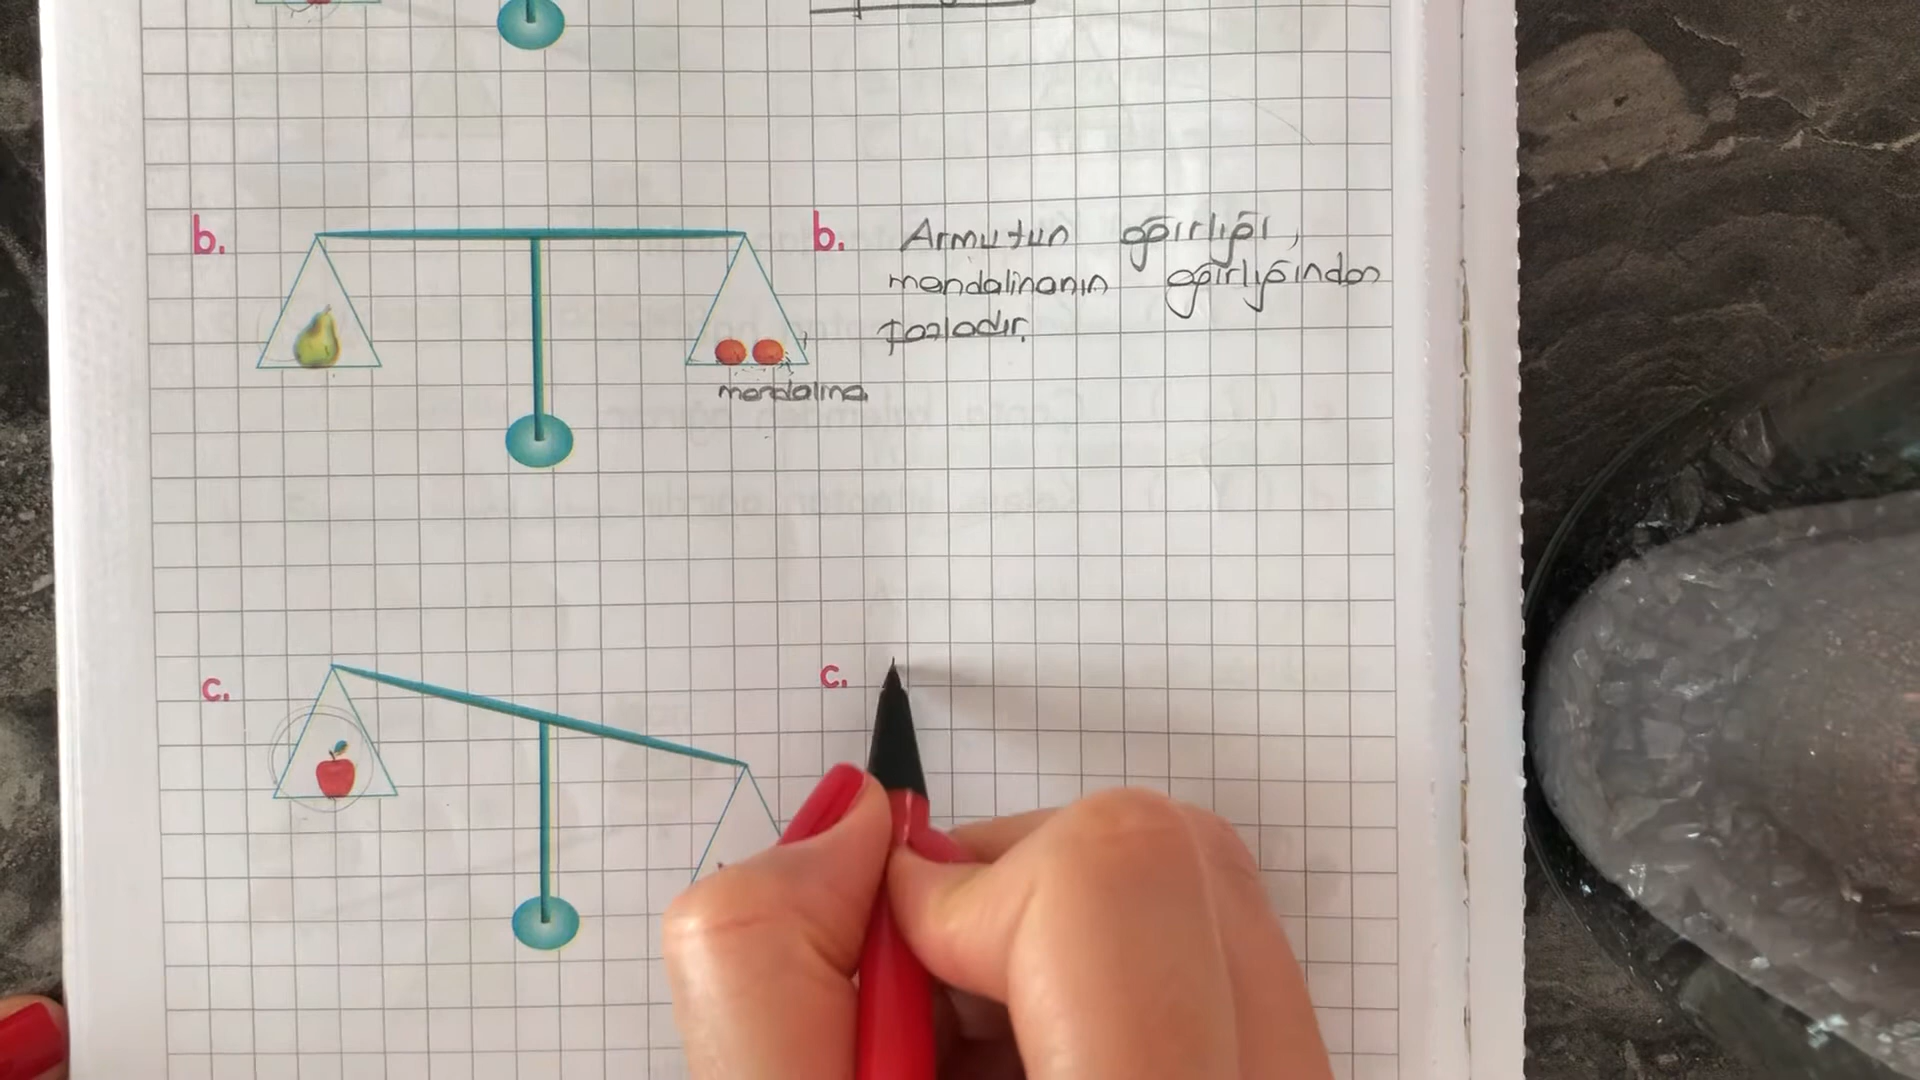 b.
mandalina
b. Armutun ağırlığı,
mandalinanın ağırlığından
fazladır.
c.
c.